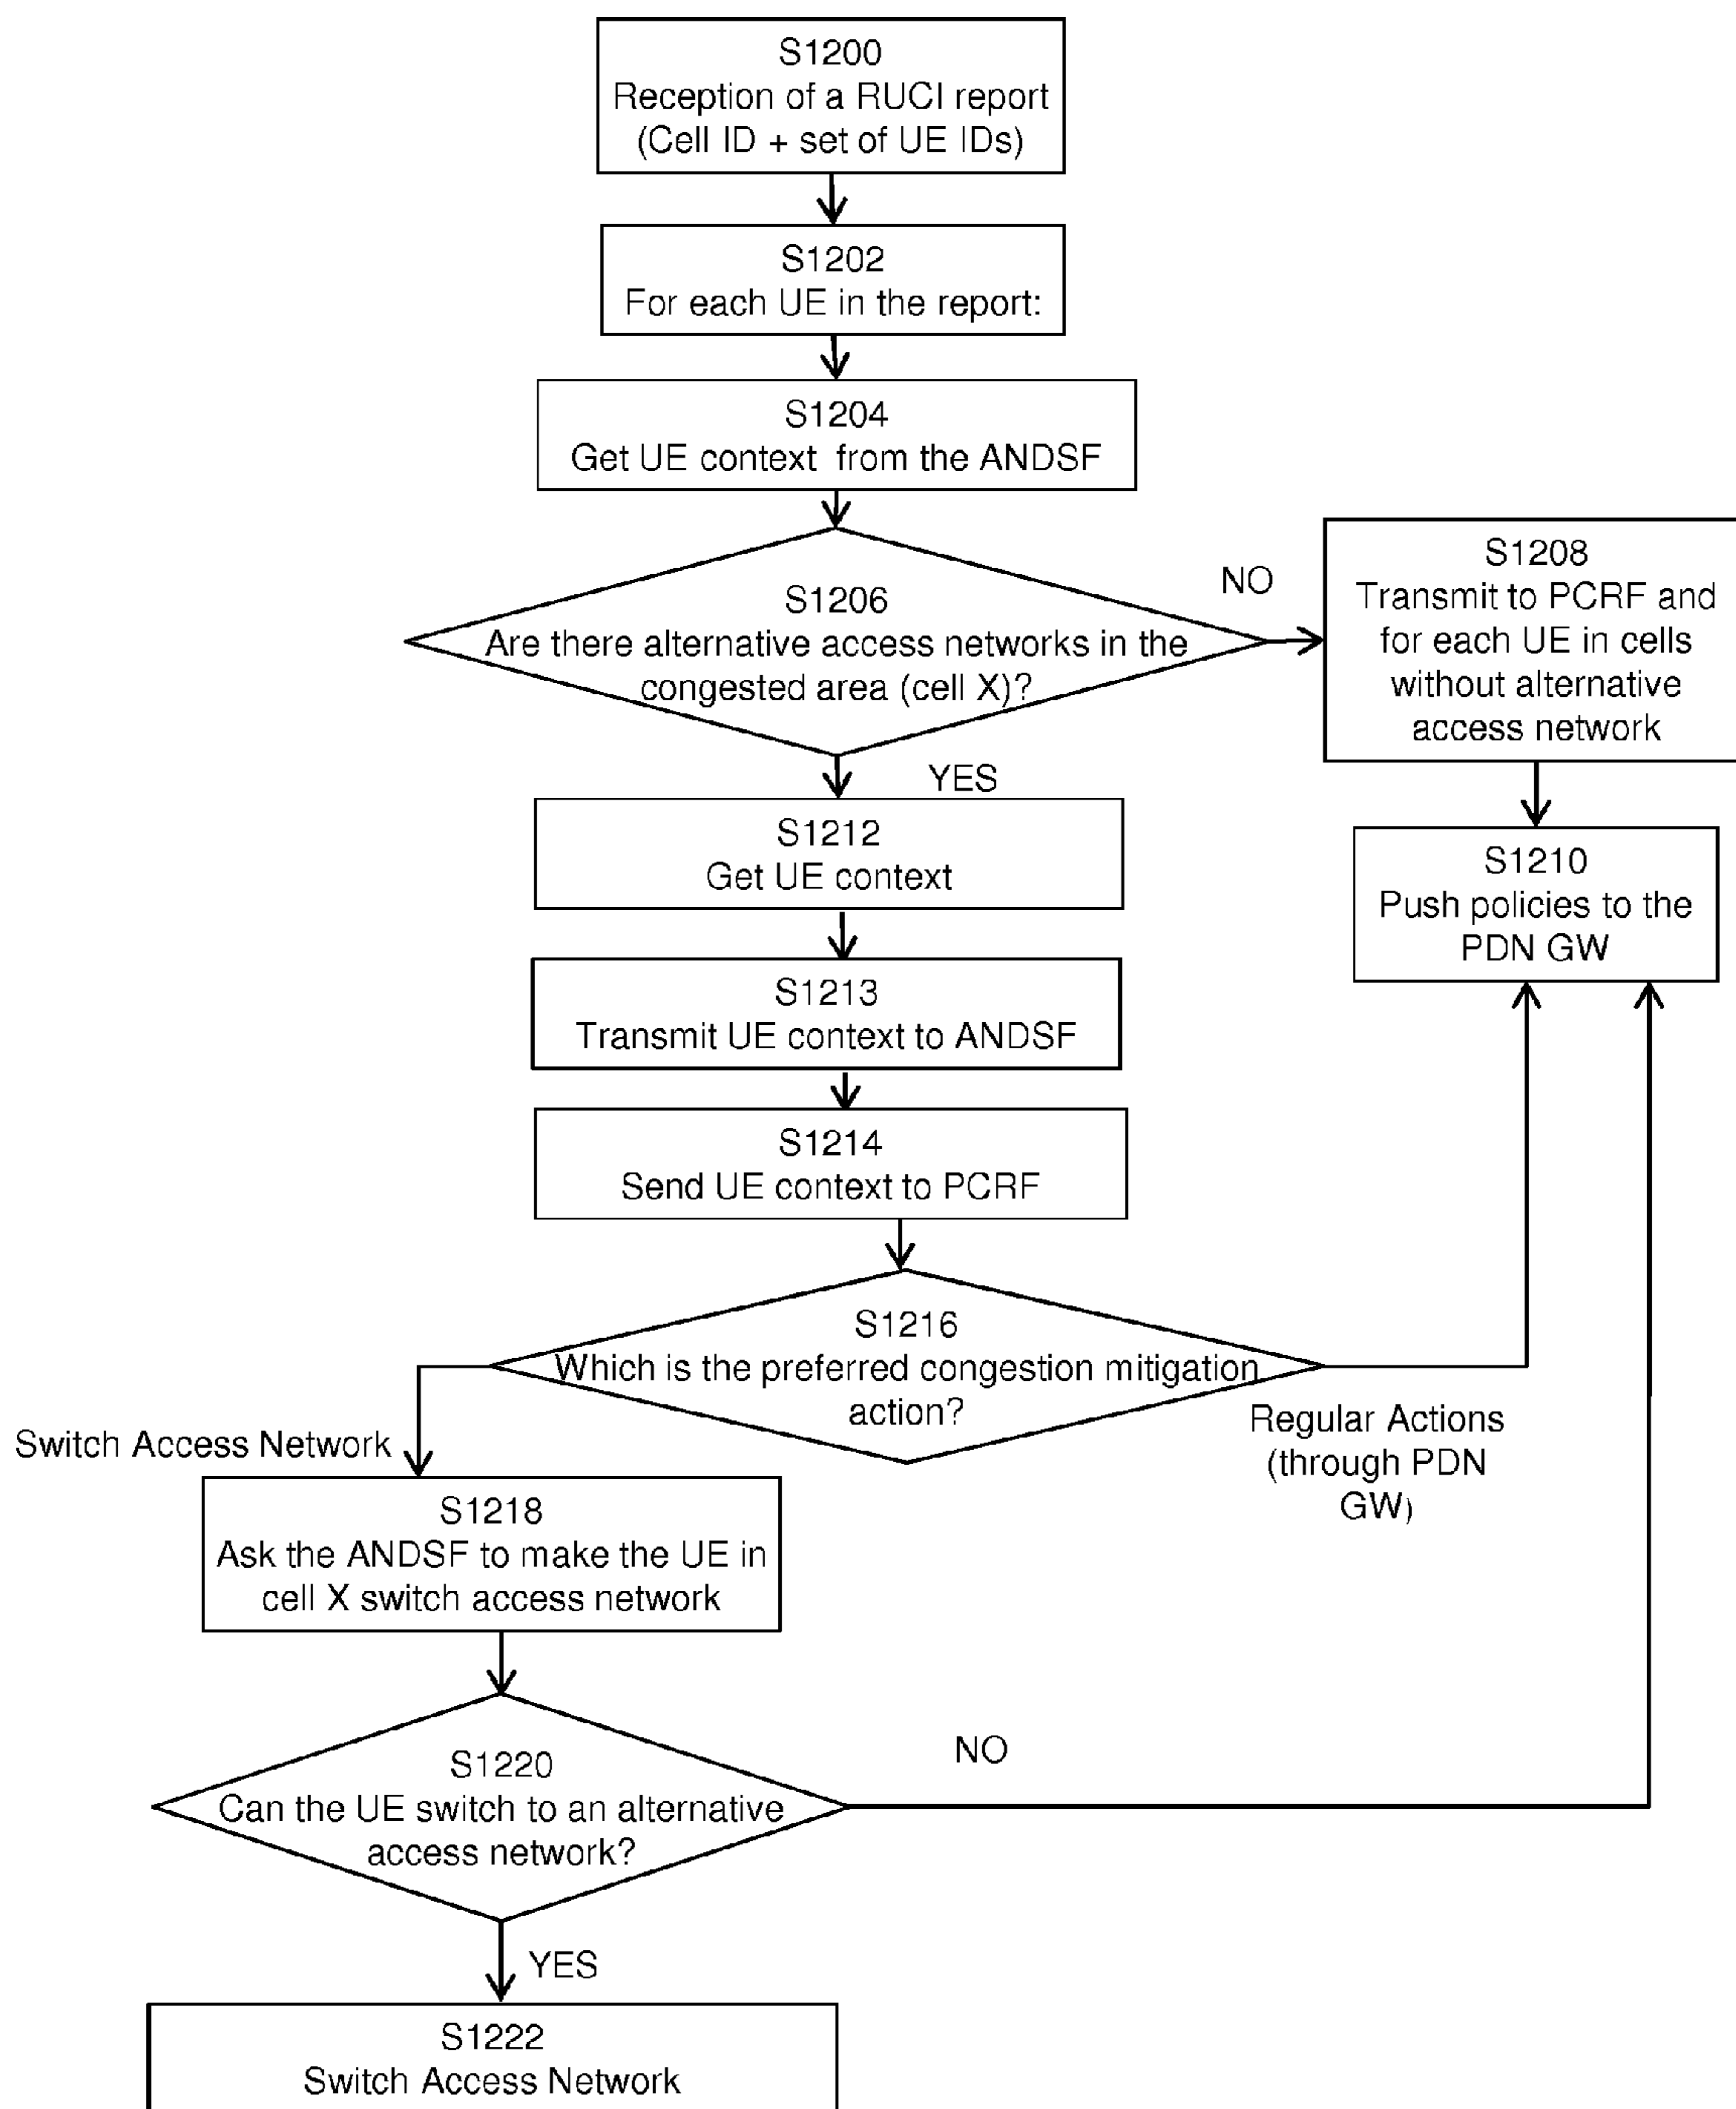 S1200
Reception of a RUCI report
(Cell ID + set of UE IDs)
S1202
For each UE in the report:
S1204
Get UE context from the ANDSF
S1206
Are there alternative access networks in the
congested area (cell X)?
NO
S1208
Transmit to PCRF and
for each UE in cells
without alternative
access network
YES
S1210
Push policies to the
PDN GW
S1212
Get UE context
S1213
Transmit UE context to ANDSF
S1214
Send UE context to PCRF
S1216
Which is the preferred congestion mitigation
action?
Regular Actions
(through PDN
GW)
Switch Access Network
S1218
Ask the ANDSF to make the UE in
cell X switch access network
S1220
Can the UE switch to an alternative
access network?
NO
YES
S1222
Switch Access Network